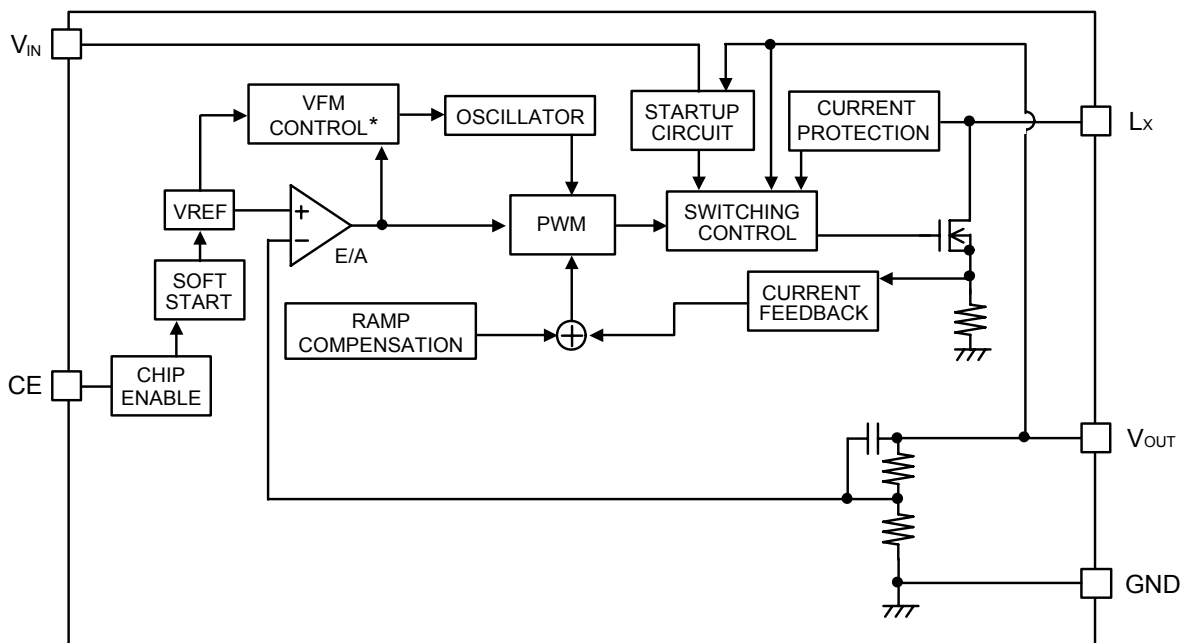 VIN
VFM
CONTROL*
OSCILLATOR
STARTUP
CIRCUIT
CURRENT
PROTECTION
LX
VREF
+
−
E/A
PWM
SWITCHING
CONTROL
SOFT
START
RAMP
COMPENSATION
CURRENT
FEEDBACK
CE
CHIP
ENABLE
VOUT
GND